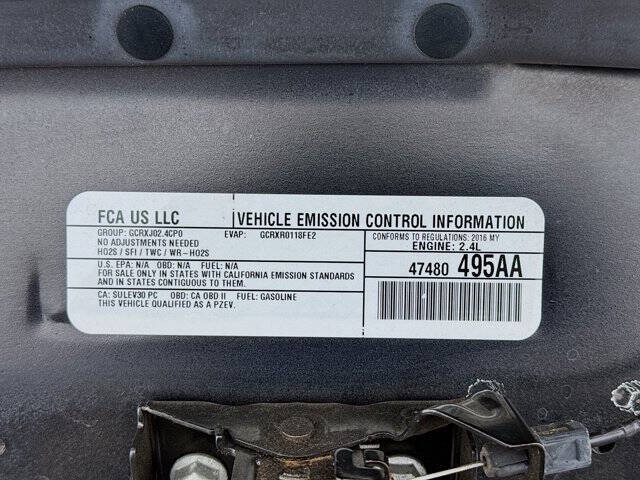 FCA US LLC VEHICLE EMISSION CONTROL INFORMATION
GROUP: GCRXJ02.4CP0 EVAP: GCRXR0118FE2 CONFORMS TO REGULATIONS: 2016 MY
NO ADJUSTMENTS NEEDED ENGINE: 2.4L
HO2S / SFI / TWC / WR-HO2S
U.S. EPA: N/A OBD: N/A FUEL: N/A 47480 495AA
FOR SALE ONLY IN STATES WITH CALIFORNIA EMISSION STANDARDS
AND IN STATES CONTIGUOUS TO THOSE STATES.
CA: SULEV30 PC OBD: CA OBD II FUEL: GASOLINE
THIS VEHICLE QUALIFIED AS A PZEV.